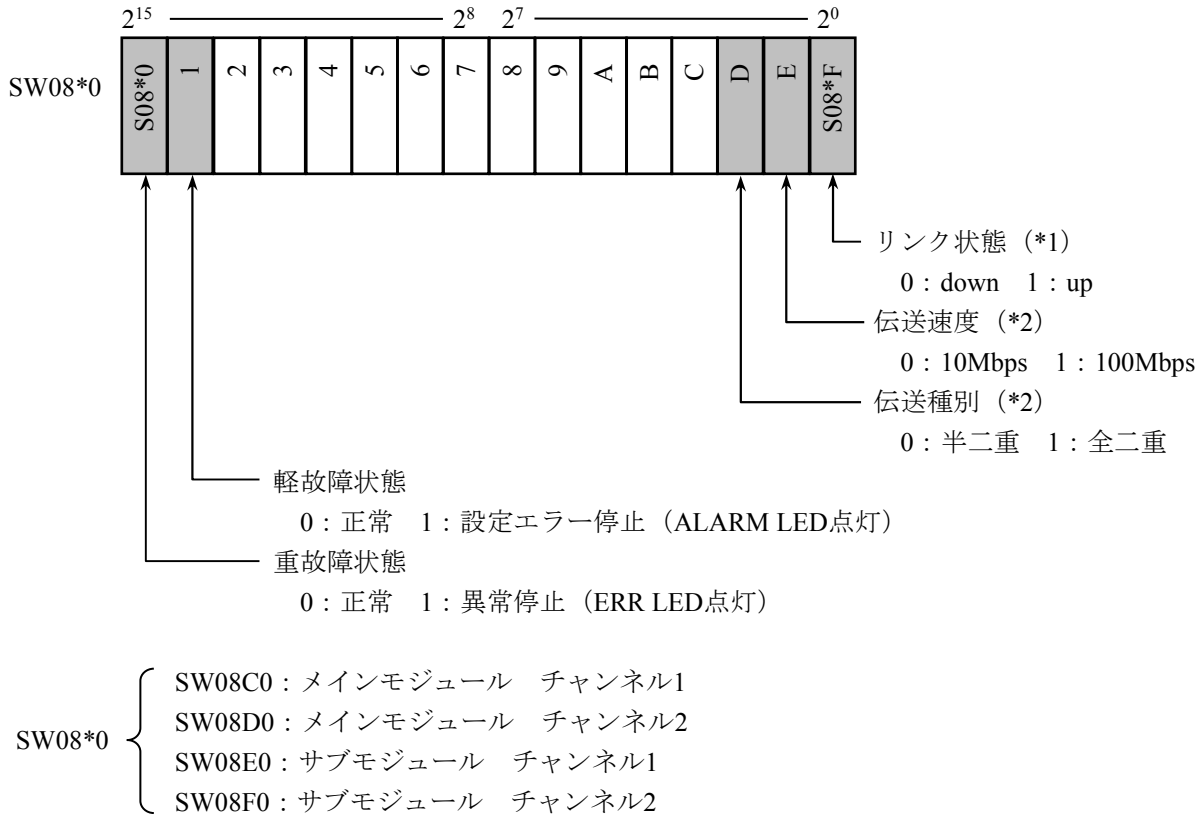 2¹⁵ 2⁸ 2⁷ 2⁰
SW08*0 S08*0 1 2 3 4 5 6 7 8 9 A B C D E S08*F
リンク状態（*1）
0：down　1：up
伝送速度（*2）
0：10Mbps　1：100Mbps
伝送種別（*2）
0：半二重　1：全二重
軽故障状態
0：正常　1：設定エラー停止（ALARM LED点灯）
重故障状態
0：正常　1：異常停止（ERR LED点灯）
SW08*0
SW08C0：メインモジュール　チャンネル1
SW08D0：メインモジュール　チャンネル2
SW08E0：サブモジュール　チャンネル1
SW08F0：サブモジュール　チャンネル2